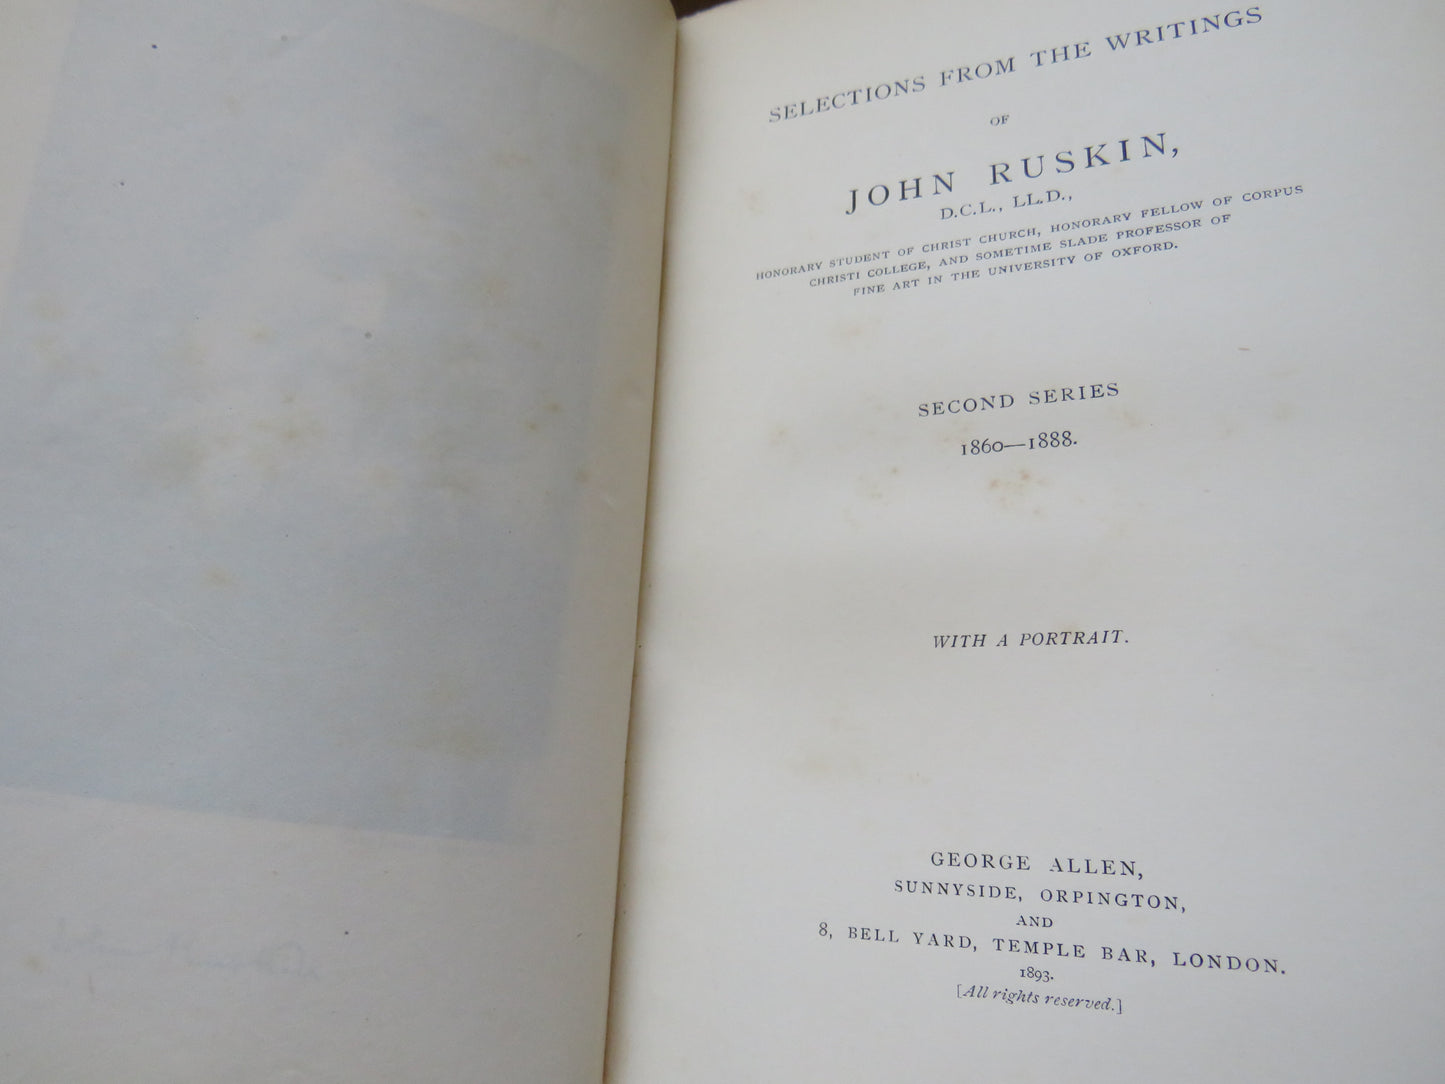 SELECTIONS FROM THE WRITINGS
OF
JOHN RUSKIN,
D.C.L., LL.D.,
HONORARY STUDENT OF CHRIST CHURCH, HONORARY FELLOW OF CORPUS
CHRISTI COLLEGE, AND SOMETIME SLADE PROFESSOR OF
FINE ART IN THE UNIVERSITY OF OXFORD.
SECOND SERIES
1860—1888.
WITH A PORTRAIT.
GEORGE ALLEN,
SUNNYSIDE, ORPINGTON,
AND
8, BELL YARD, TEMPLE BAR, LONDON.
1893.
[All rights reserved.]